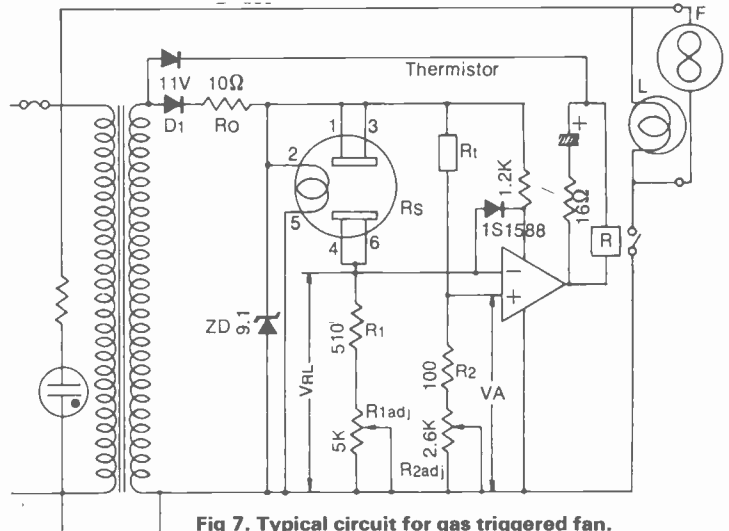 F
Thermistor
L
11V
10Ω
D1
Ro
1
3
+
2
Rt
1.2K
16Ω
5
Rs
1S1588
R
4
6
−
+
ZD
9.1
VRL
510
R1
100
R2
VA
R1adj
5K
2.6K
R2adj
Fig 7. Typical circuit for gas triggered fan.